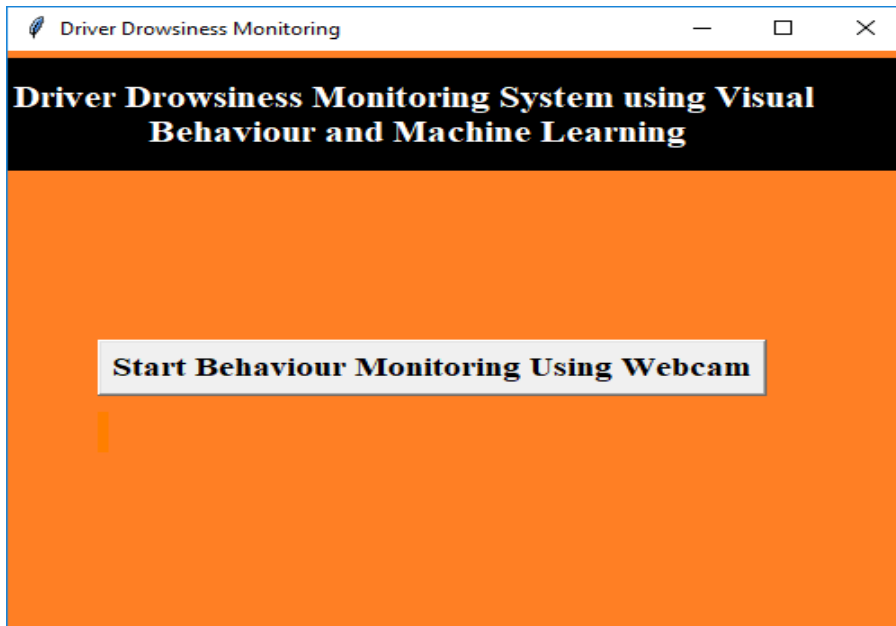 Driver Drowsiness Monitoring
Driver Drowsiness Monitoring System using Visual
Behaviour and Machine Learning
Start Behaviour Monitoring Using Webcam